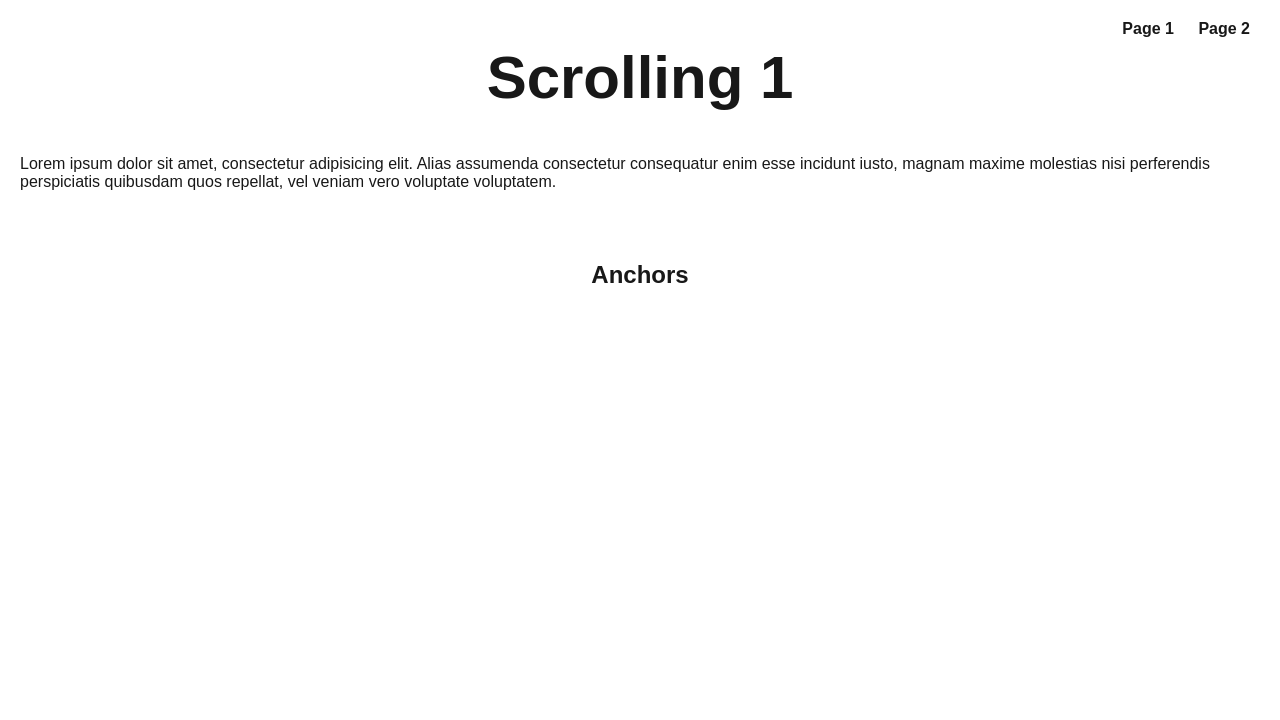 Page 1 Page 2
Scrolling 1
Lorem ipsum dolor sit amet, consectetur adipisicing elit. Alias assumenda consectetur consequatur enim esse incidunt iusto, magnam maxime molestias nisi perferendis
perspiciatis quibusdam quos repellat, vel veniam vero voluptate voluptatem.
Anchors